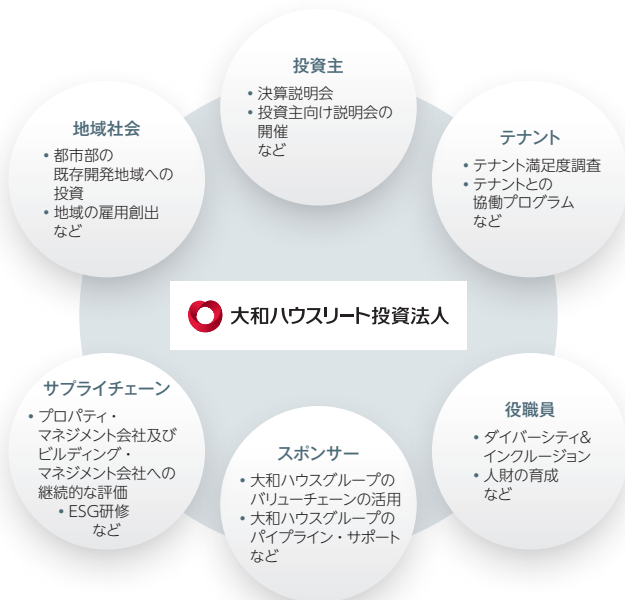 投資主
• 決算説明会
• 投資主向け説明会の
開催
など
地域社会
• 都市部の
既存開発地域への
投資
• 地域の雇用創出
など
テナント
• テナント満足度調査
• テナントとの
協働プログラム
など
大和ハウスリート投資法人
サプライチェーン
• プロパティ・
マネジメント会社及び
ビルディング・
マネジメント会社への
継続的な評価
• ESG研修
など
スポンサー
• 大和ハウスグループの
バリューチェーンの活用
• 大和ハウスグループの
パイプライン・サポート
など
役職員
• ダイバーシティ&
インクルージョン
• 人財の育成
など